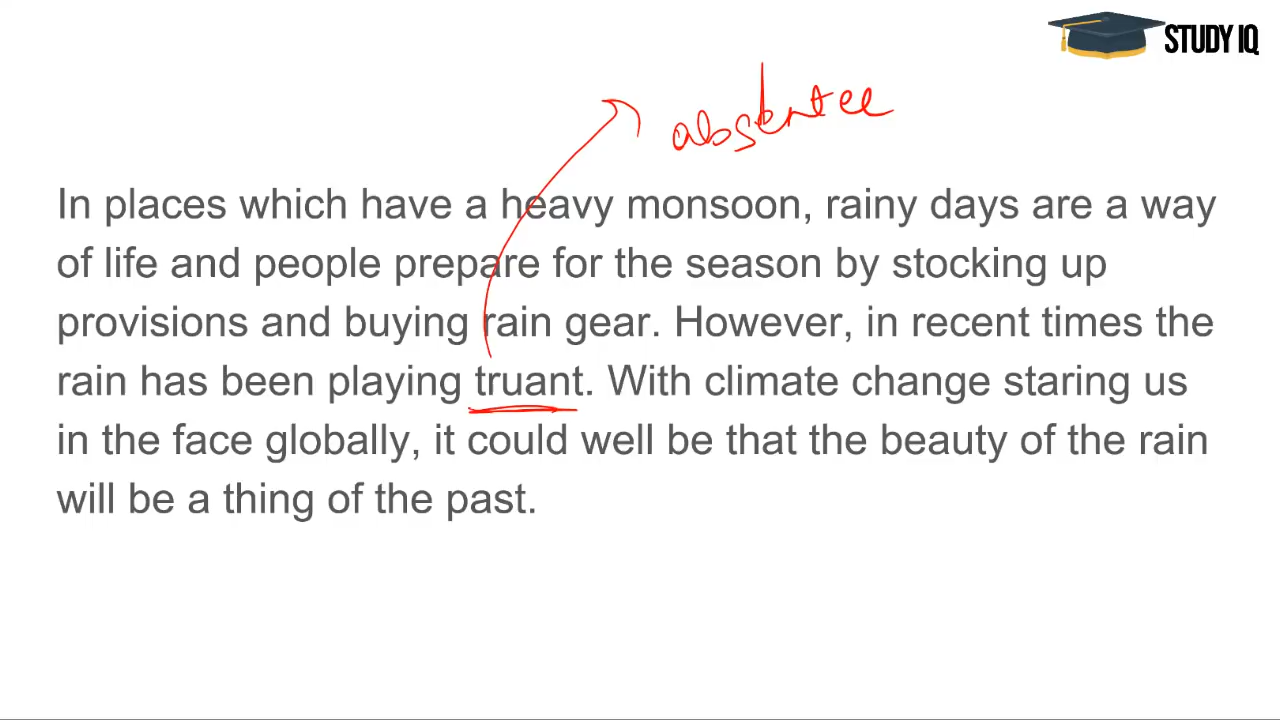 STUDY IQ
absentee
In places which have a heavy monsoon, rainy days are a way
of life and people prepare for the season by stocking up
provisions and buying rain gear. However, in recent times the
rain has been playing truant. With climate change staring us
in the face globally, it could well be that the beauty of the rain
will be a thing of the past.